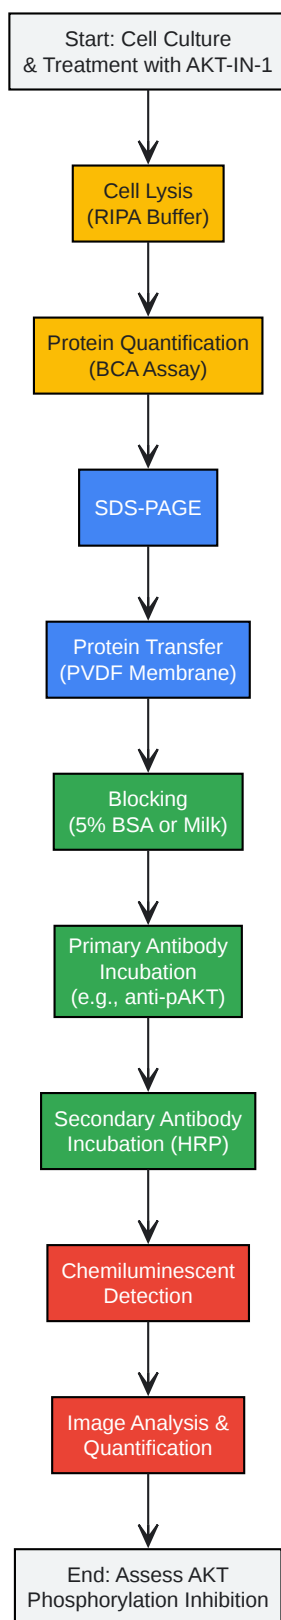 Start: Cell Culture
& Treatment with AKT-IN-1
Cell Lysis
(RIPA Buffer)
Protein Quantification
(BCA Assay)
SDS-PAGE
Protein Transfer
(PVDF Membrane)
Blocking
(5% BSA or Milk)
Primary Antibody
Incubation
(e.g., anti-pAKT)
Secondary Antibody
Incubation (HRP)
Chemiluminescent
Detection
Image Analysis &
Quantification
End: Assess AKT
Phosphorylation Inhibition